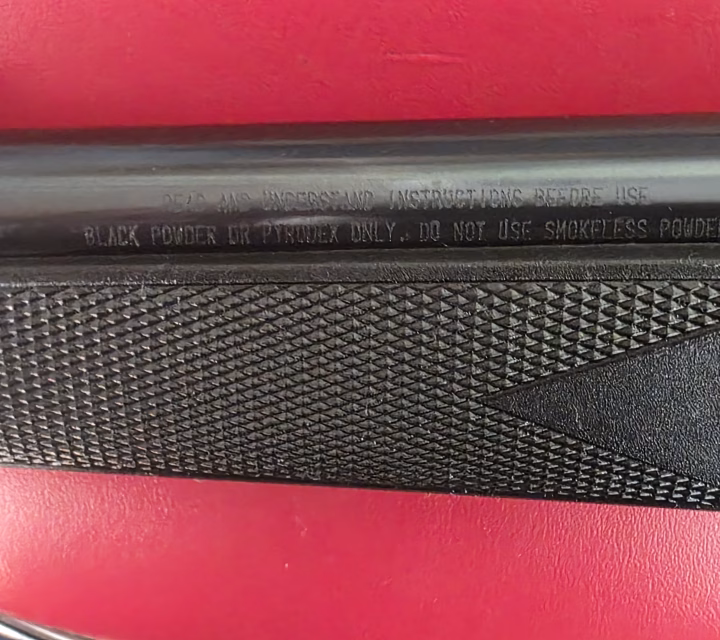 READ AND UNDERSTAND INSTRUCTIONS BEFORE USE
BLACK POWDER OR PYRODEX ONLY. DO NOT USE SMOKELESS POWDER